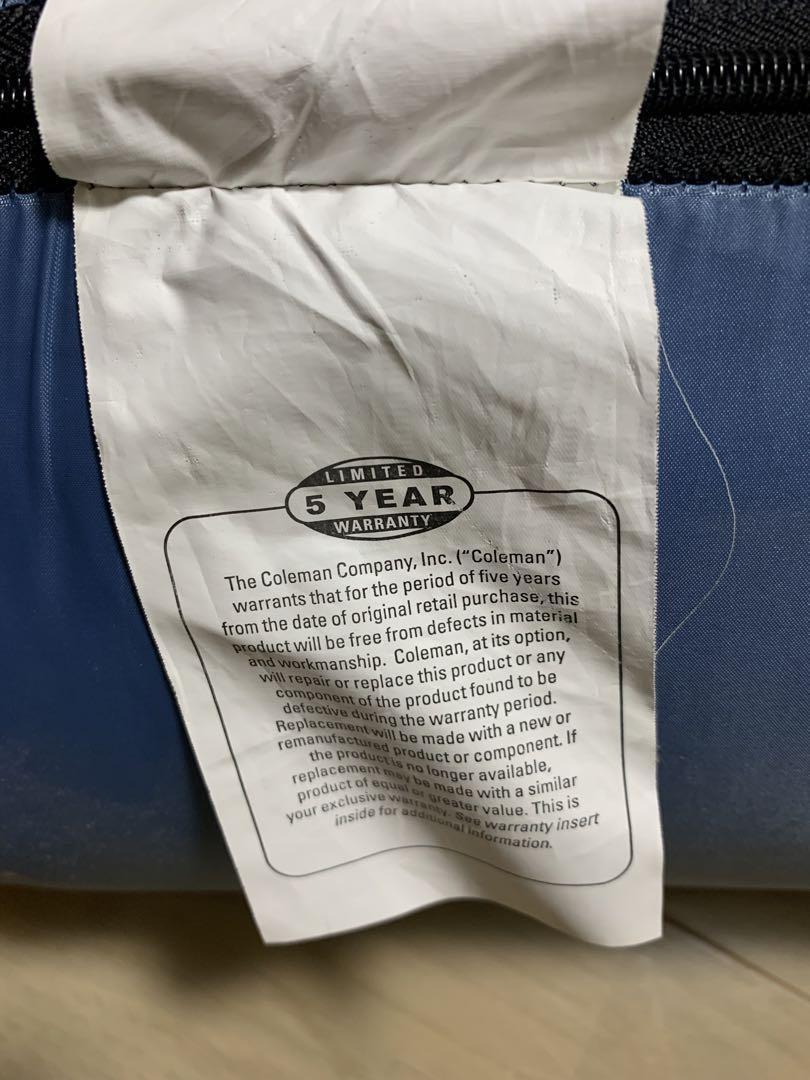 LIMITED
5 YEAR
WARRANTY
The Coleman Company, Inc. ("Coleman")
warrants that for the period of five years
from the date of original retail purchase, this
product will be free from defects in material
and workmanship. Coleman, at its option,
will repair or replace this product or any
component of the product found to be
defective during the warranty period.
Replacement will be made with a new or
remanufactured product or component. If
the product is no longer available,
replacement may be made with a similar
product of equal or greater value. This is
your exclusive warranty. See warranty insert
inside for additional information.